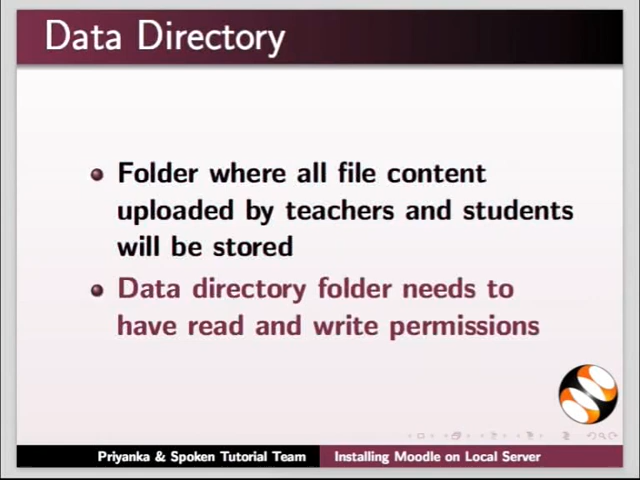 Data Directory
Folder where all file content
uploaded by teachers and students
will be stored
Data directory folder needs to
have read and write permissions
Priyanka & Spoken Tutorial Team
Installing Moodle on Local Server